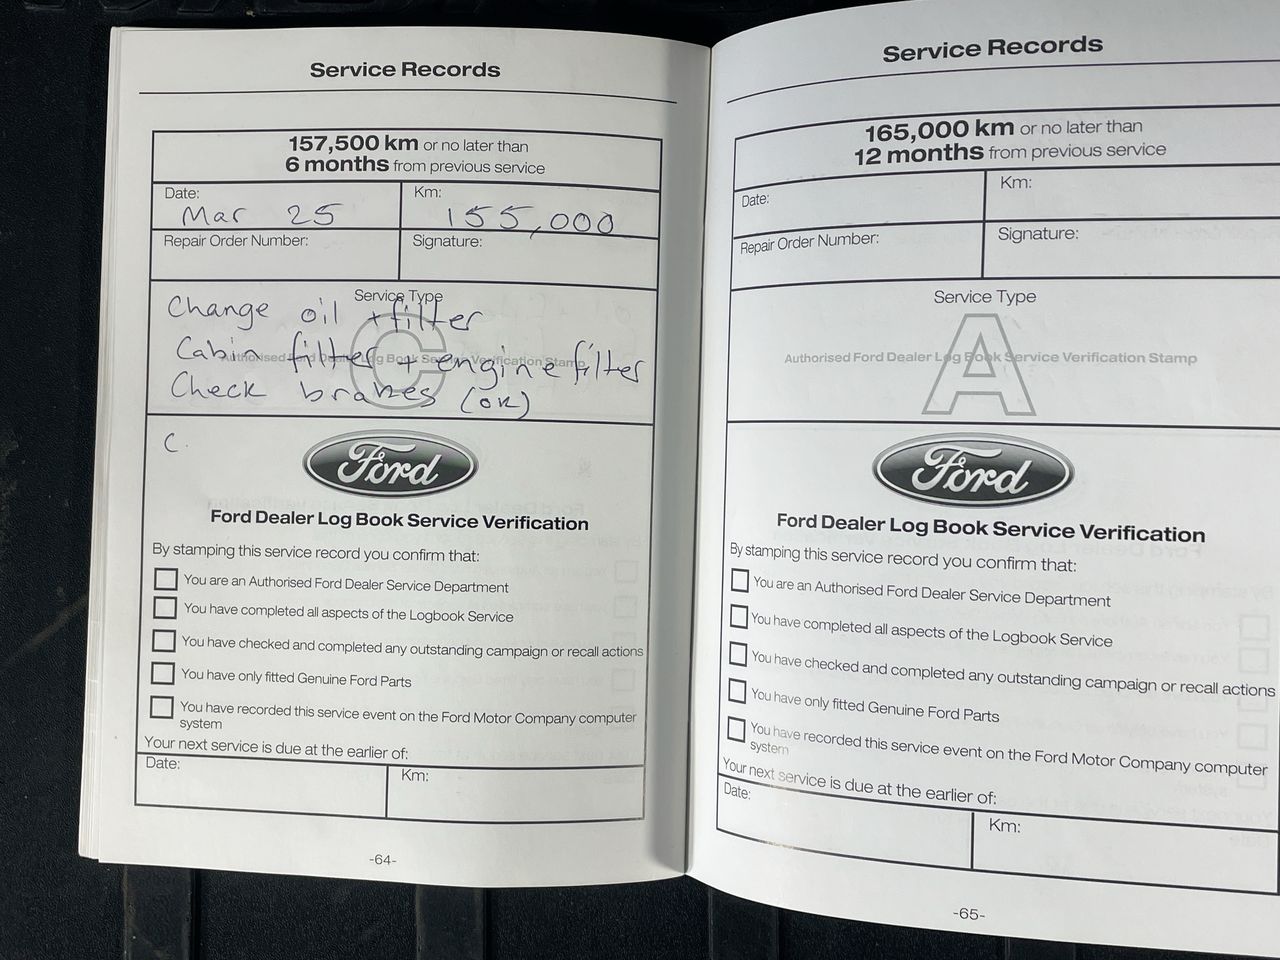 Service Records
157,500 km or no later than
6 months from previous service
Date:
Mar 25
Km:
155,000
Repair Order Number:
Signature:
Service Type
Change oil + filter
C
Authorised Ford Dealer Log Book Service Verification Stamp
Cabin filter + engine filter
Check brakes (OK)
C.
Ford
Ford Dealer Log Book Service Verification
By stamping this service record you confirm that:
You are an Authorised Ford Dealer Service Department
You have completed all aspects of the Logbook Service
You have checked and completed any outstanding campaign or recall actions
You have only fitted Genuine Ford Parts
You have recorded this service event on the Ford Motor Company computer
system
Your next service is due at the earlier of:
Date:
Km:
-64-
Service Records
165,000 km or no later than
12 months from previous service
Date:
Km:
Repair Order Number:
Signature:
Service Type
A
Authorised Ford Dealer Log Book Service Verification Stamp
Ford
Ford Dealer Log Book Service Verification
By stamping this service record you confirm that:
You are an Authorised Ford Dealer Service Department
You have completed all aspects of the Logbook Service
You have checked and completed any outstanding campaign or recall actions
You have only fitted Genuine Ford Parts
You have recorded this service event on the Ford Motor Company computer
system
Your next service is due at the earlier of:
Date:
Km:
-65-